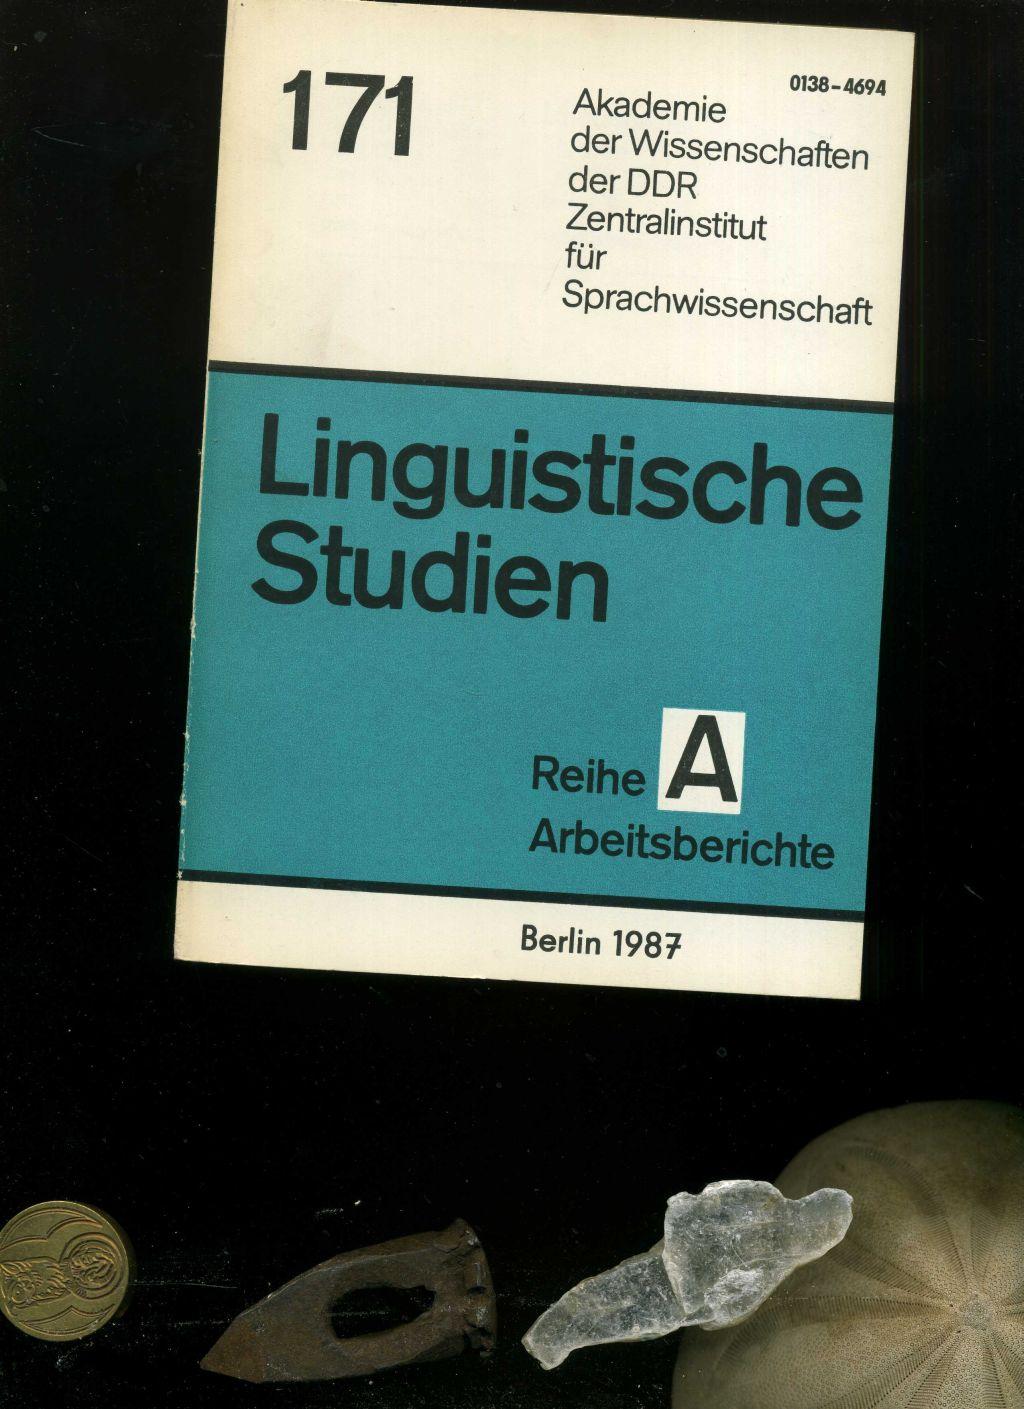 171
0138-4694
Akademie
der Wissenschaften
der DDR
Zentralinstitut
für
Sprachwissenschaft
Linguistische
Studien
Reihe A
Arbeitsberichte
Berlin 1987